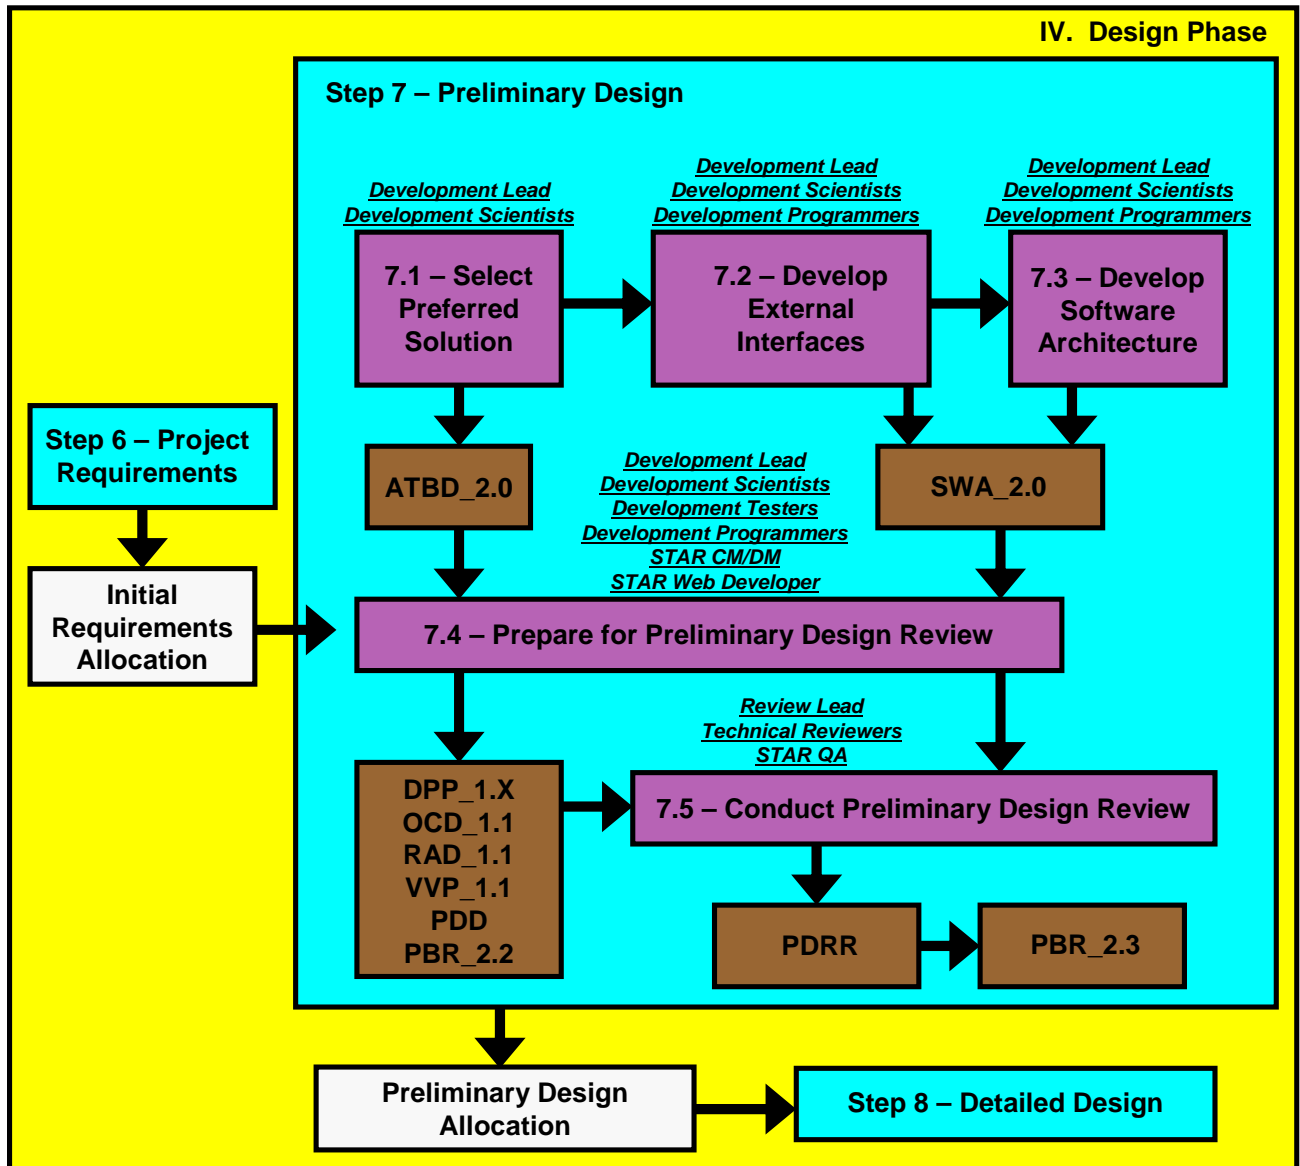 IV. Design Phase
Step 7 – Preliminary Design
Development Lead
Development Scientists
Development Lead
Development Scientists
Development Programmers
Development Lead
Development Scientists
Development Programmers
7.1 – Select
Preferred
Solution
7.2 – Develop
External
Interfaces
7.3 – Develop
Software
Architecture
Step 6 – Project
Requirements
ATBD_2.0
Development Lead
Development Scientists
Development Testers
Development Programmers
STAR CM/DM
STAR Web Developer
SWA_2.0
Initial
Requirements
Allocation
7.4 – Prepare for Preliminary Design Review
Review Lead
Technical Reviewers
STAR QA
DPP_1.X
OCD_1.1
RAD_1.1
VVP_1.1
PDD
PBR_2.2
7.5 – Conduct Preliminary Design Review
PDRR
PBR_2.3
Preliminary Design
Allocation
Step 8 – Detailed Design